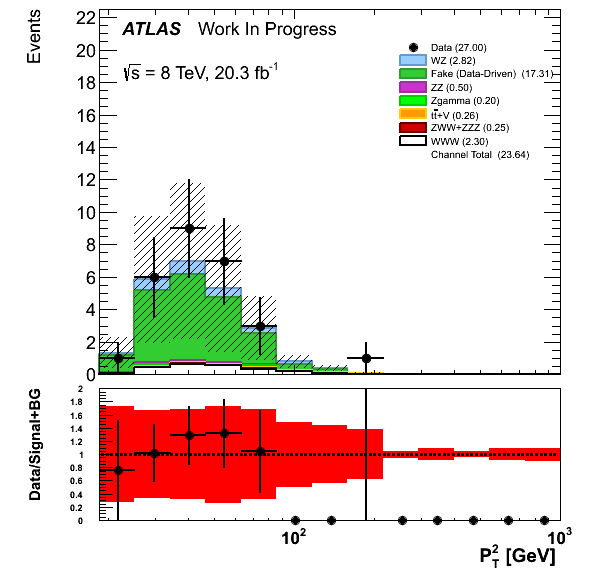 Events
22
20
18
16
14
12
10
8
6
4
2
0
ATLAS Work In Progress
√s = 8 TeV, 20.3 fb-1
Data (27.00)
WZ (2.82)
Fake (Data-Driven) (17.31)
ZZ (0.50)
Zgamma (0.20)
tt̄+V (0.26)
ZWW+ZZZ (0.25)
WWW (2.30)
Channel Total (23.64)
Data/Signal+BG
2
1.8
1.6
1.4
1.2
1
0.8
0.6
0.4
0.2
0
10²
10³
P²T [GeV]